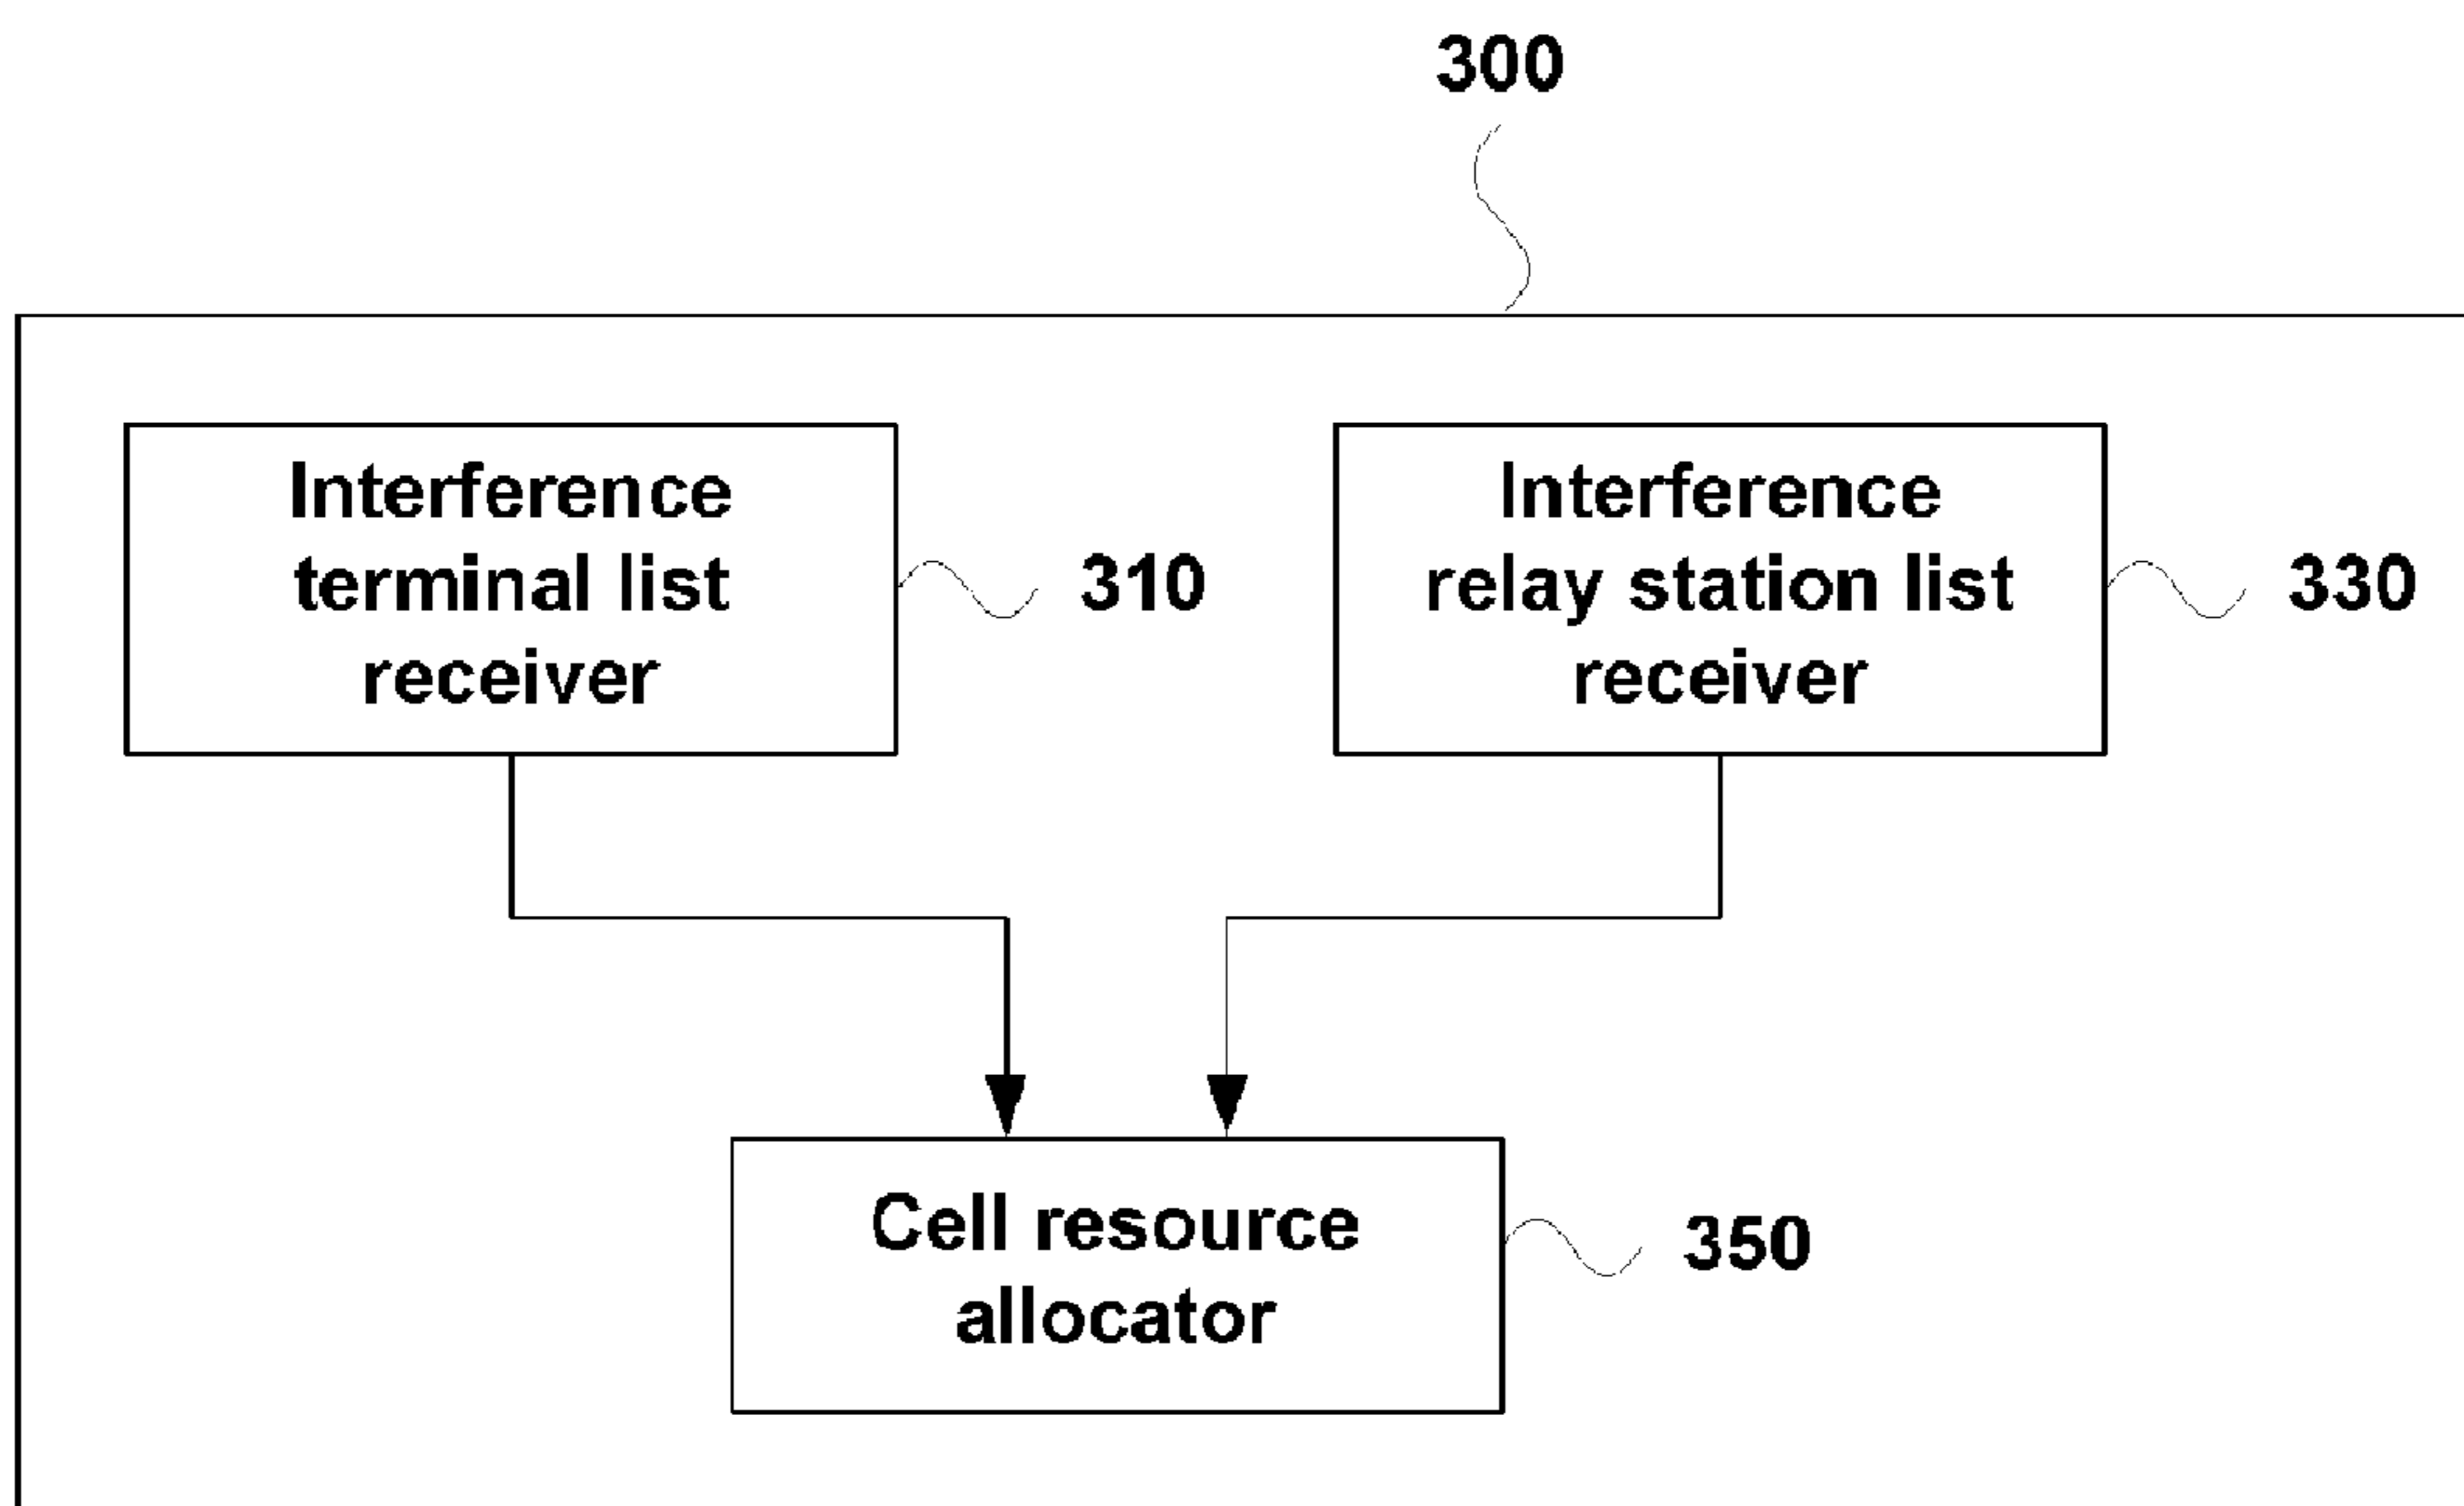 300
Interference
terminal list
receiver
310
Interference
relay station list
receiver
330
Cell resource
allocator
350